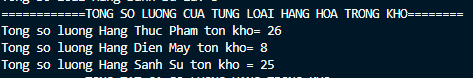 ============TONG SO LUONG CUA TUNG LOAI HANG HOA TRONG KHO========
Tong so luong Hang Thuc Pham ton kho= 26
Tong so luong Hang Dien May ton kho= 8
Tong so luong Hang Sanh Su ton kho = 25